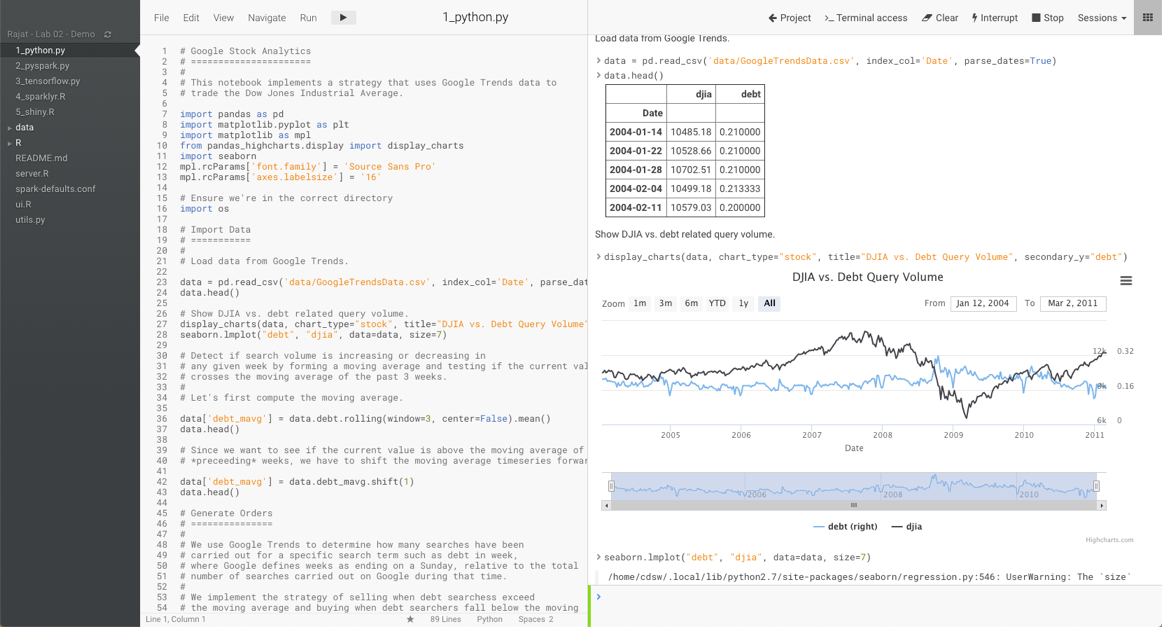 File Edit View Navigate Run
1_python.py
Project >_ Terminal access Clear Interrupt Stop Sessions
Rajat - Lab 02 - Demo
1_python.py
2_pyspark.py
3_tensorflow.py
4_sparklyr.R
5_shiny.R
data
R
README.md
server.R
spark-defaults.conf
ui.R
utils.py
1 # Google Stock Analytics
2 # ======================
3 #
4 # This notebook implements a strategy that uses Google Trends data to
5 # trade the Dow Jones Industrial Average.
6
7 import pandas as pd
8 import matplotlib.pyplot as plt
9 import matplotlib as mpl
10 from pandas_highcharts.display import display_charts
11 import seaborn
12 mpl.rcParams['font.family'] = 'Source Sans Pro'
13 mpl.rcParams['axes.labelsize'] = '16'
14
15 # Ensure we're in the correct directory
16 import os
17
18 # Import Data
19 # ===========
20 #
21 # Load data from Google Trends.
22
23 data = pd.read_csv('data/GoogleTrendsData.csv', index_col='Date', parse_dat
24 data.head()
25
26 # Show DJIA vs. debt related query volume.
27 display_charts(data, chart_type="stock", title="DJIA vs. Debt Query Volume"
28 seaborn.lmplot("debt", "djia", data=data, size=7)
29
30 # Detect if search volume is increasing or decreasing in
31 # any given week by forming a moving average and testing if the current val
32 # crosses the moving average of the past 3 weeks.
33 #
34 # Let's first compute the moving average.
35
36 data['debt_mavg'] = data.debt.rolling(window=3, center=False).mean()
37 data.head()
38
39 # Since we want to see if the current value is above the moving average of
40 # *preceeding* weeks, we have to shift the moving average timeseries forwar
41
42 data['debt_mavg'] = data.debt_mavg.shift(1)
43 data.head()
44
45 # Generate Orders
46 # ===============
47 #
48 # We use Google Trends to determine how many searches have been
49 # carried out for a specific search term such as debt in week,
50 # where Google defines weeks as ending on a Sunday, relative to the total
51 # number of searches carried out on Google during that time.
52 #
53 # We implement the strategy of selling when debt searchess exceed
54 # the moving average and buying when debt searchers fall below the moving
Line 1, Column 1 ★ 89 Lines Python Spaces 2
Load data from Google Trends.
> data = pd.read_csv('data/GoogleTrendsData.csv', index_col='Date', parse_dates=True)
> data.head()
djia debt
Date
2004-01-14 10485.18 0.210000
2004-01-22 10528.66 0.210000
2004-01-28 10702.51 0.210000
2004-02-04 10499.18 0.213333
2004-02-11 10579.03 0.200000
Show DJIA vs. debt related query volume.
> display_charts(data, chart_type="stock", title="DJIA vs. Debt Query Volume", secondary_y="debt")
DJIA vs. Debt Query Volume
Zoom 1m 3m 6m YTD 1y All From Jan 12, 2004 To Mar 2, 2011
12k 0.32
8k 0.16
6k 0
2005 2006 2007 2008 2009 2010 2011
Date
2006 2008 2010
debt (right) djia
Highcharts.com
> seaborn.lmplot("debt", "djia", data=data, size=7)
/home/cdsw/.local/lib/python2.7/site-packages/seaborn/regression.py:546: UserWarning: The `size`
>